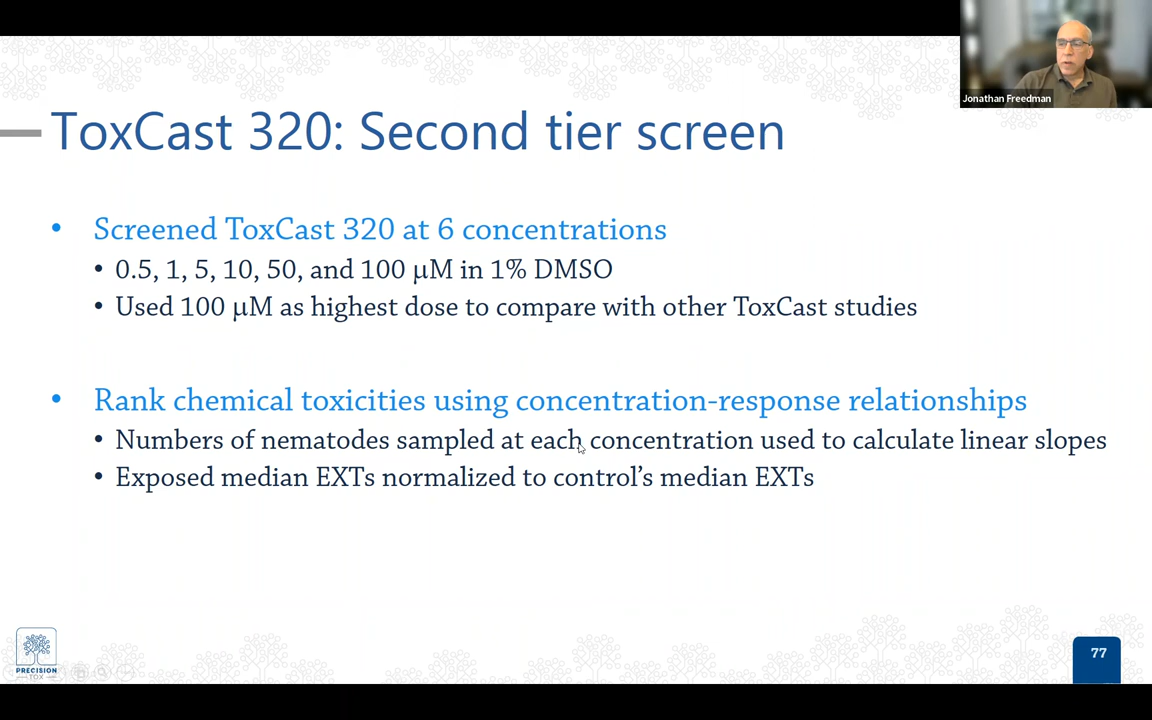 Jonathan Freedman
ToxCast 320: Second tier screen
• Screened ToxCast 320 at 6 concentrations
• 0.5, 1, 5, 10, 50, and 100 μM in 1% DMSO
• Used 100 μM as highest dose to compare with other ToxCast studies
• Rank chemical toxicities using concentration-response relationships
• Numbers of nematodes sampled at each concentration used to calculate linear slopes
• Exposed median EXTs normalized to control’s median EXTs
PRECISION
TOX
77